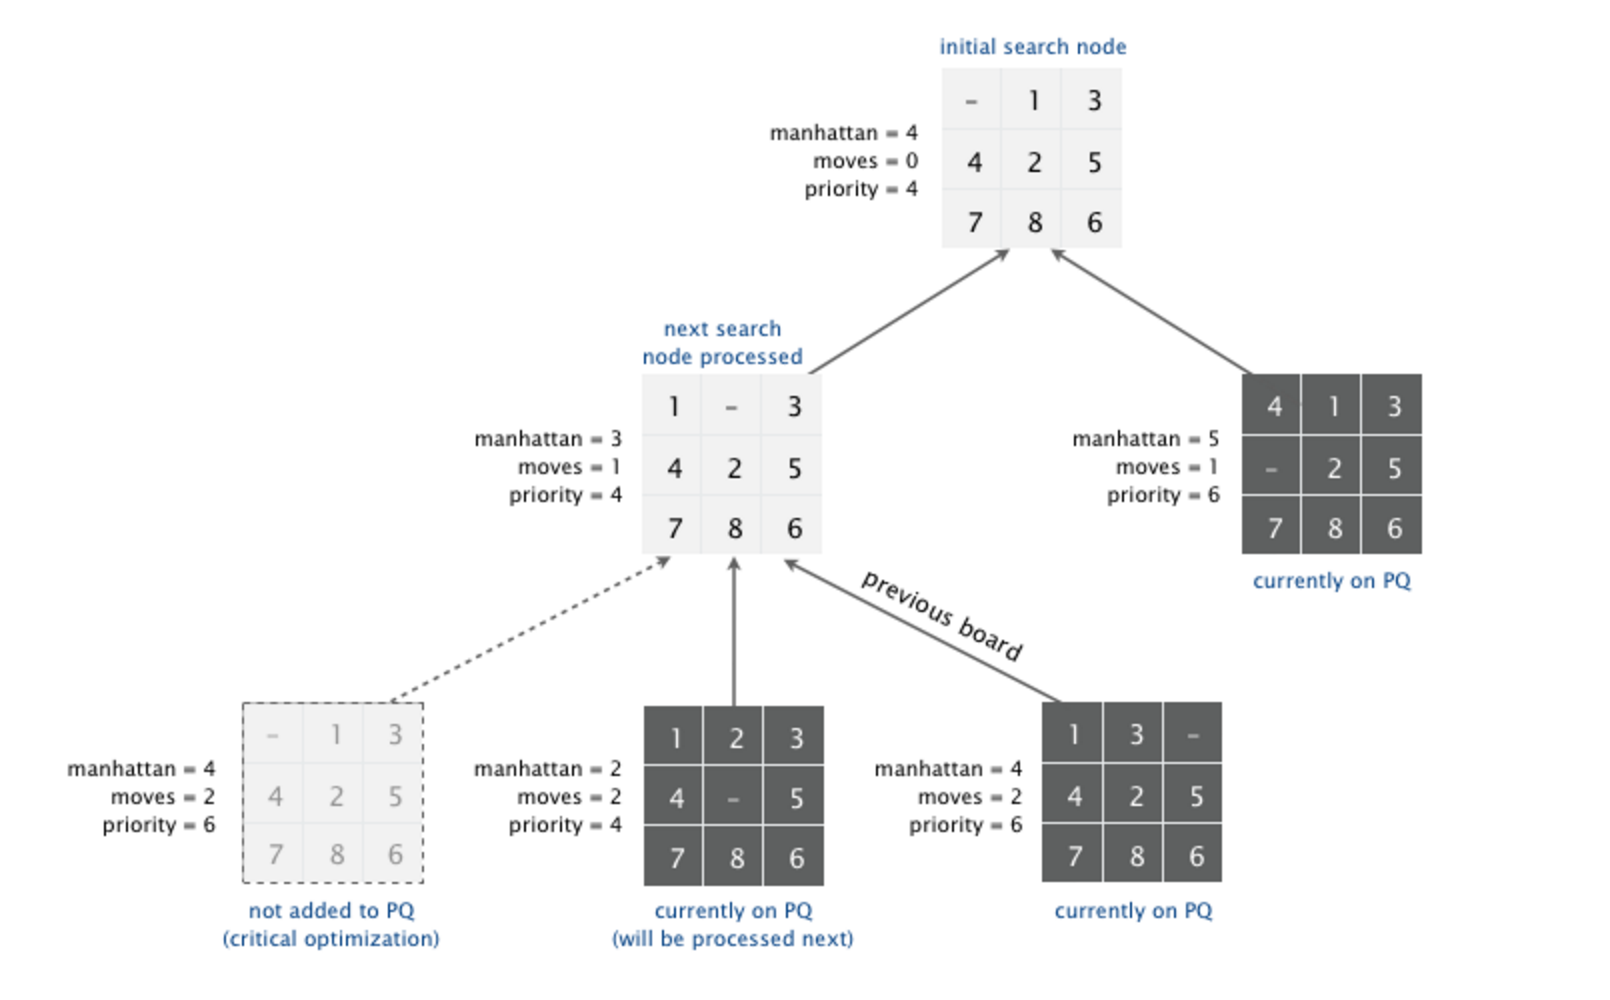 initial search node
- 1 3
manhattan = 4
moves = 0
priority = 4
4 2 5
7 8 6
next search
node processed
1 - 3
manhattan = 3
moves = 1
priority = 4
4 2 5
7 8 6
4 1 3
manhattan = 5
moves = 1
priority = 6
- 2 5
7 8 6
currently on PQ
previous board
- 1 3
manhattan = 4
moves = 2
priority = 6
4 2 5
7 8 6
not added to PQ
(critical optimization)
1 2 3
manhattan = 2
moves = 2
priority = 4
4 - 5
7 8 6
currently on PQ
(will be processed next)
1 3 -
manhattan = 4
moves = 2
priority = 6
4 2 5
7 8 6
currently on PQ